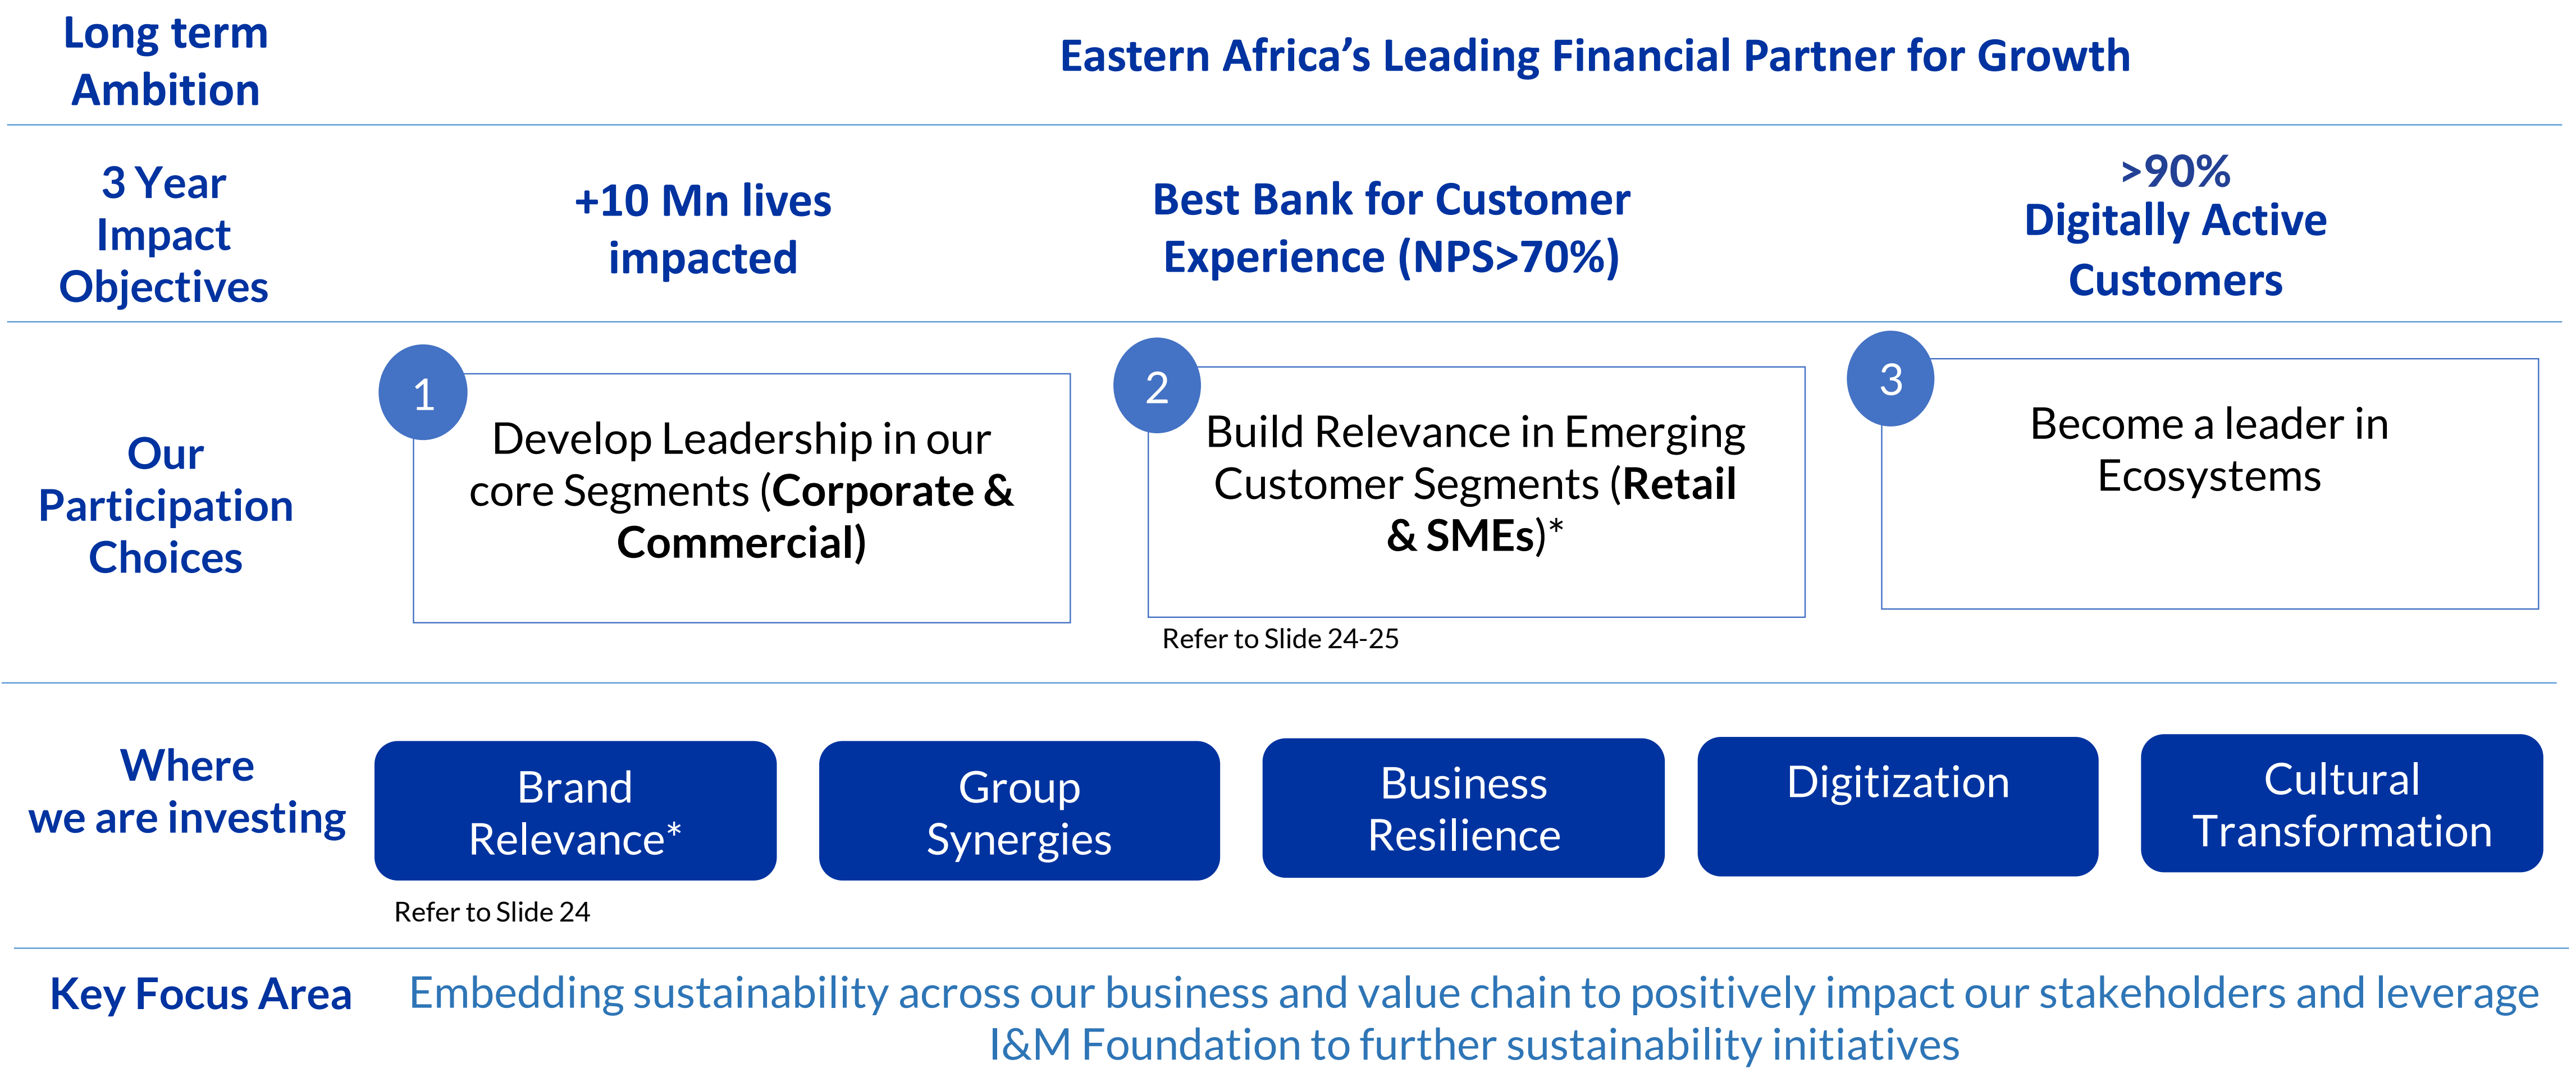 Long term
Ambition
Eastern Africa’s Leading Financial Partner for Growth
3 Year
Impact
Objectives
+10 Mn lives
impacted
Best Bank for Customer
Experience (NPS>70%)
>90%
Digitally Active
Customers
Our
Participation
Choices
1
Develop Leadership in our
core Segments (Corporate &
Commercial)
2
Build Relevance in Emerging
Customer Segments (Retail
& SMEs)*
Refer to Slide 24-25
3
Become a leader in
Ecosystems
Where
we are investing
Brand
Relevance*
Refer to Slide 24
Group
Synergies
Business
Resilience
Digitization
Cultural
Transformation
Key Focus Area
Embedding sustainability across our business and value chain to positively impact our stakeholders and leverage
I&M Foundation to further sustainability initiatives